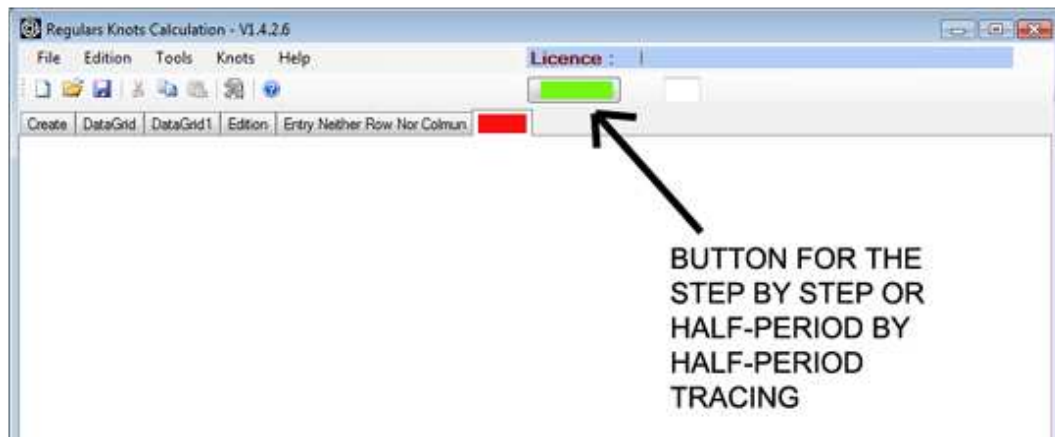 Regulars Knots Calculation - V1.4.2.6
File Edition Tools Knots Help
Licence :
Create DataGrid DataGrid1 Edition Entry Neither Row Nor Colmun
BUTTON FOR THE
STEP BY STEP OR
HALF-PERIOD BY
HALF-PERIOD
TRACING